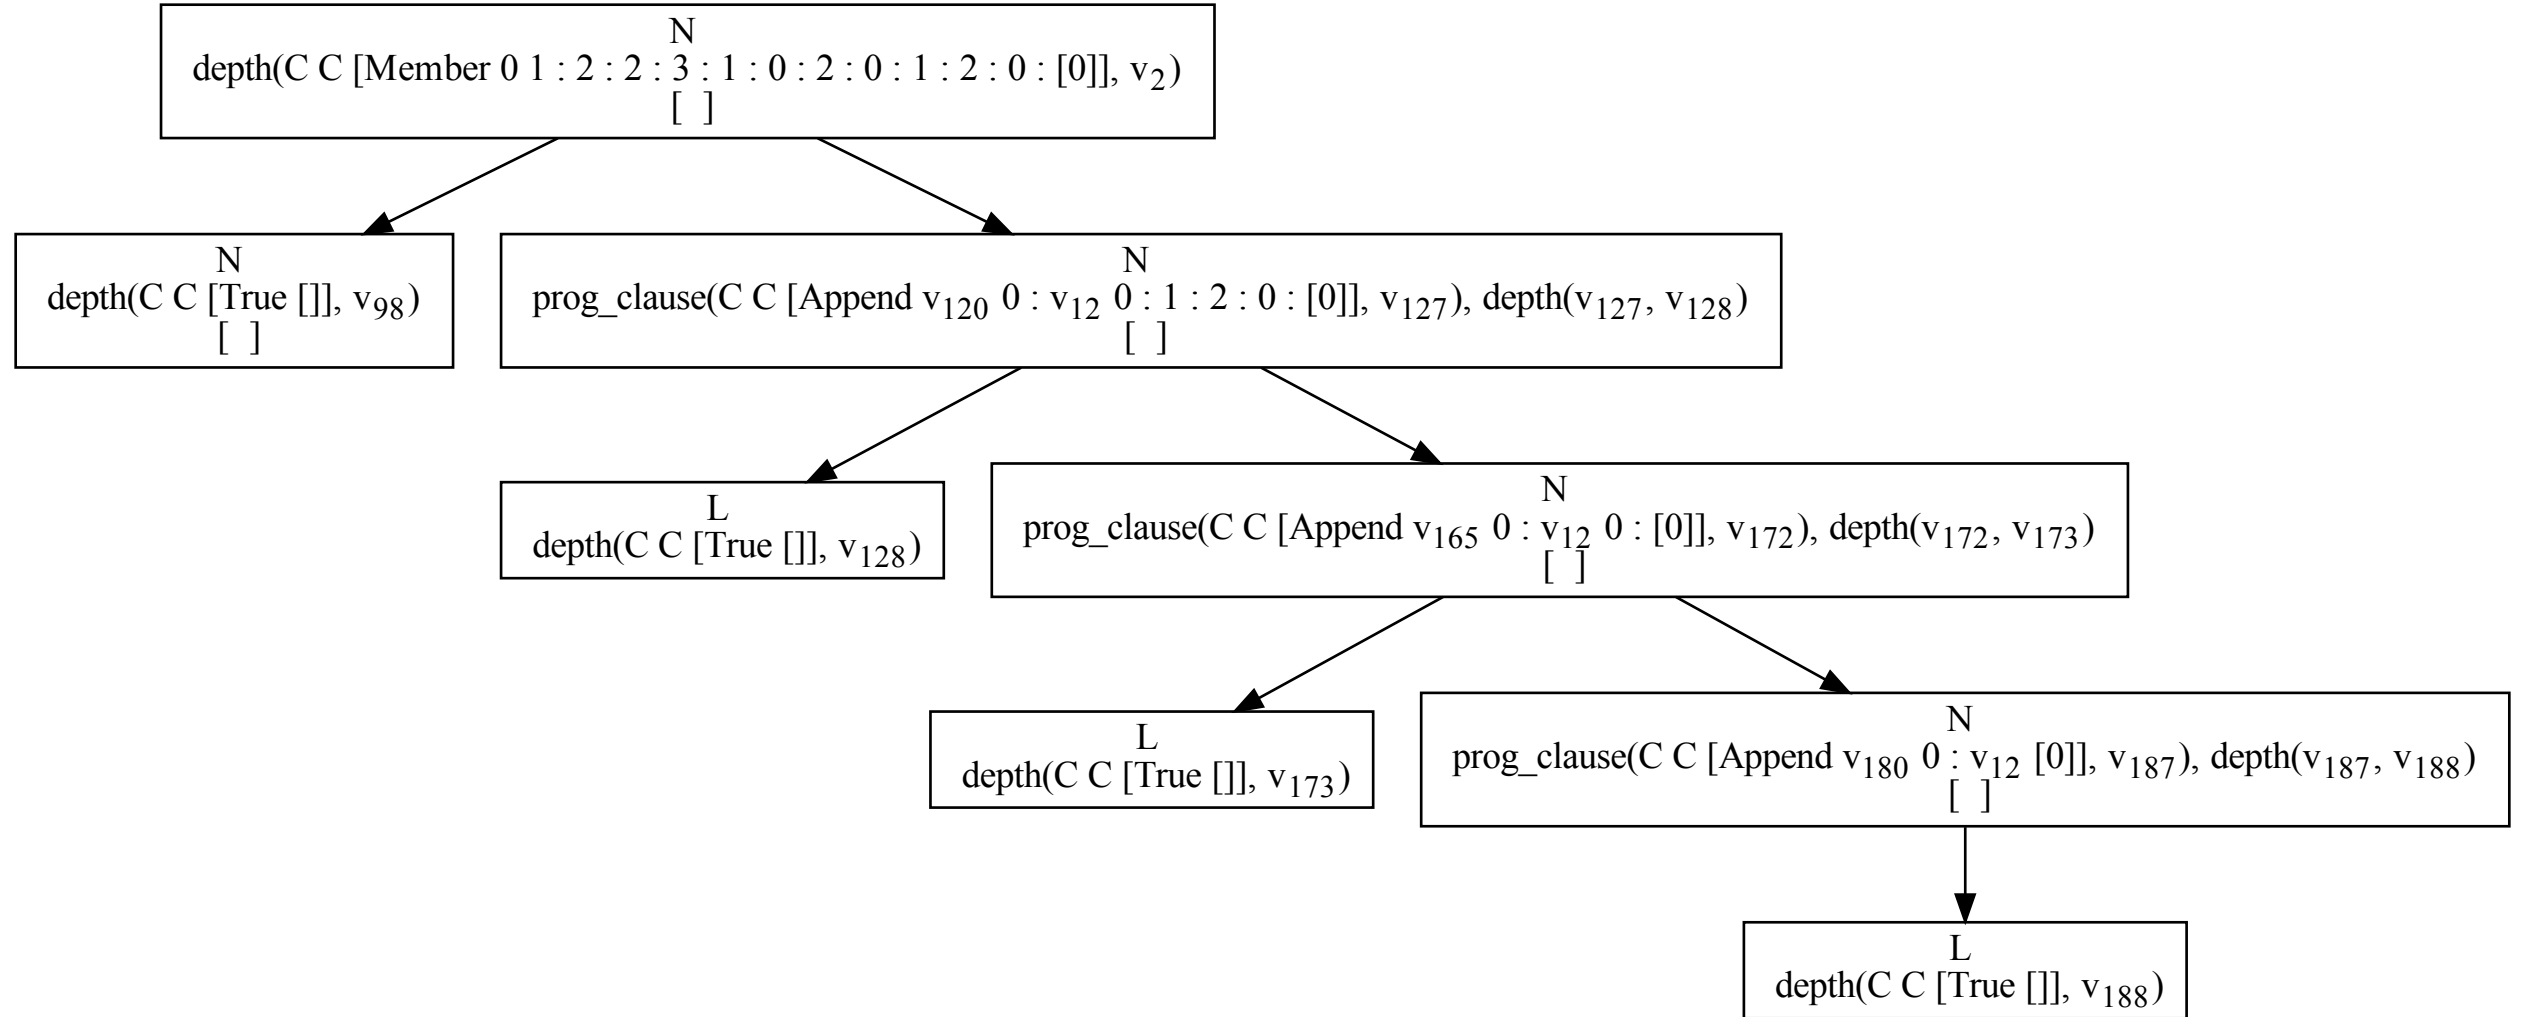 N
depth(C C [Member 0 1 : 2 : 2 : 3 : 1 : 0 : 2 : 0 : 1 : 2 : 0 : [0]], v2)
[ ]
N
depth(C C [True []], v98)
[ ]
N
prog_clause(C C [Append v120 0 : v12 0 : 1 : 2 : 0 : [0]], v127), depth(v127, v128)
[ ]
L
depth(C C [True []], v128)
N
prog_clause(C C [Append v165 0 : v12 0 : [0]], v172), depth(v172, v173)
[ ]
L
depth(C C [True []], v173)
N
prog_clause(C C [Append v180 0 : v12 [0]], v187), depth(v187, v188)
[ ]
L
depth(C C [True []], v188)